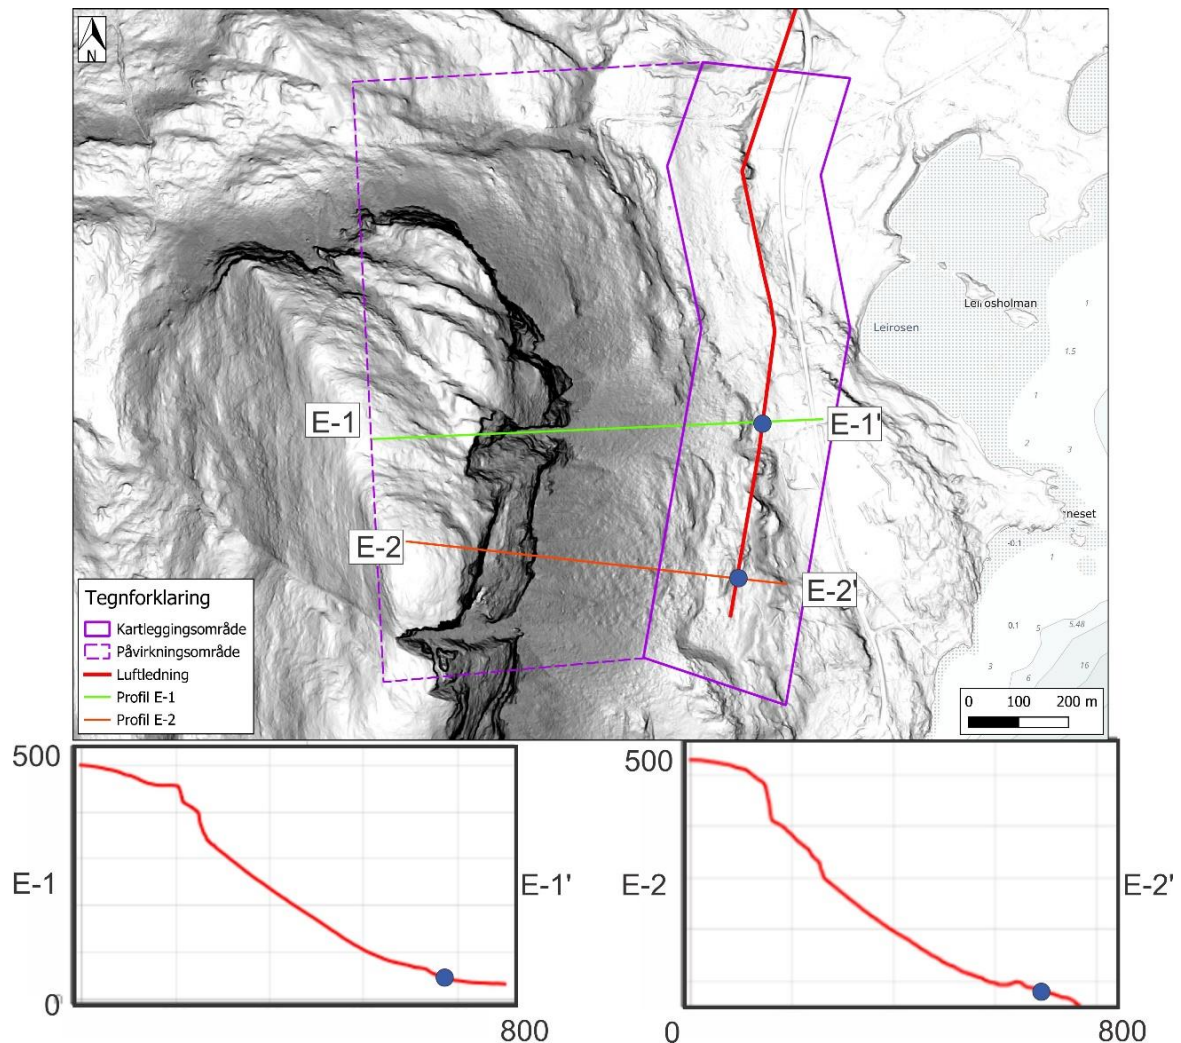 N
Leirosholman
Leirosen
1
1.5
1
2
3
E-1
E-1'
neset
-0.1
1
E-2
E-2'
0.1
5
5.48
16
3
6
Tegnforklaring
Kartleggingsområde
Påvirkningsområde
Luftledning
Profil E-1
Profil E-2
0 100 200 m
500
E-1
E-1'
0
800
500
E-2
E-2'
0
800